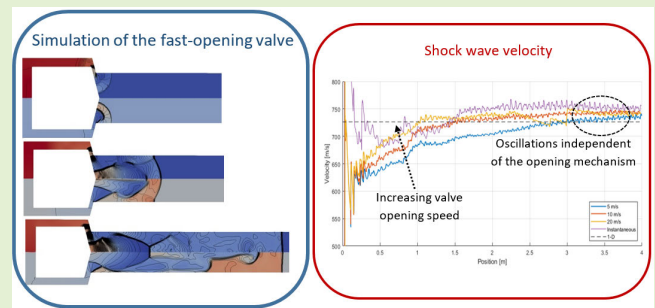 Simulation of the fast-opening valve
Shock wave velocity
800
750
700
650
600
550
500
Velocity [m/s]
Oscillations independent
of the opening mechanism
Increasing valve
opening speed
5 m/s
10 m/s
20 m/s
Instantaneous
1-D
0
0.5
1
1.5
2
2.5
3
3.5
4
Position [m]